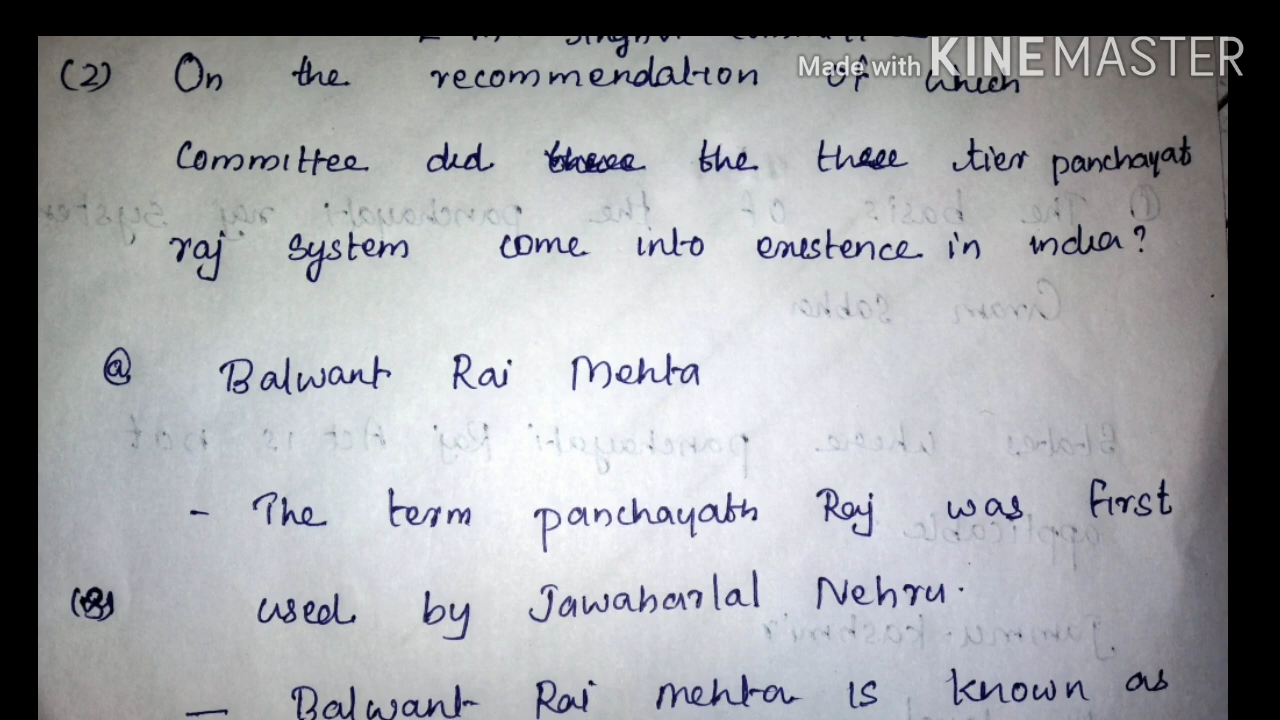 Made with KINEMASTER
(2) On the recommendation of which
Committee did the the three tier panchayat
raj system come into existence in india?
@ Balwant Rai Mehta
- The term panchayath Raj was first
used by Jawaharlal Nehru.
— Balwant Rai mehta is known as